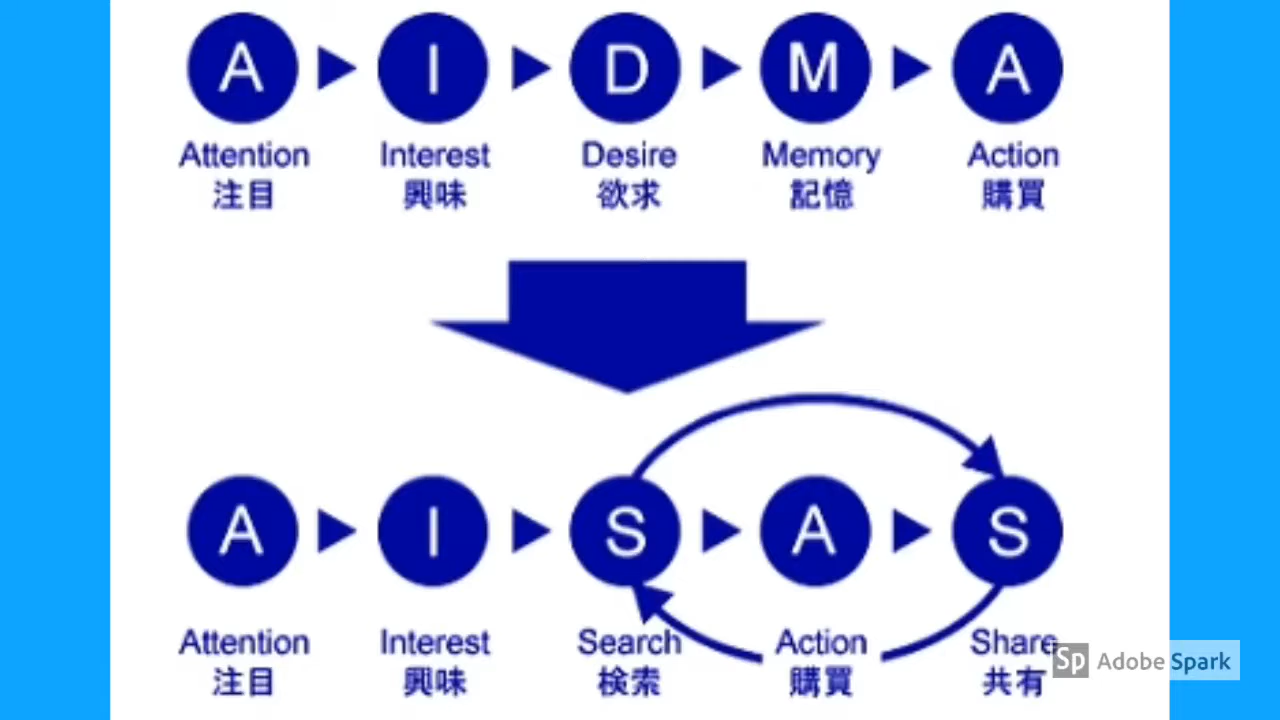 A I D M A
Attention Interest Desire Memory Action
注目 興味 欲求 記憶 購買
A I S A S
Attention Interest Search Action Share
検索 購買 共有
注目 興味
Sp Adobe Spark